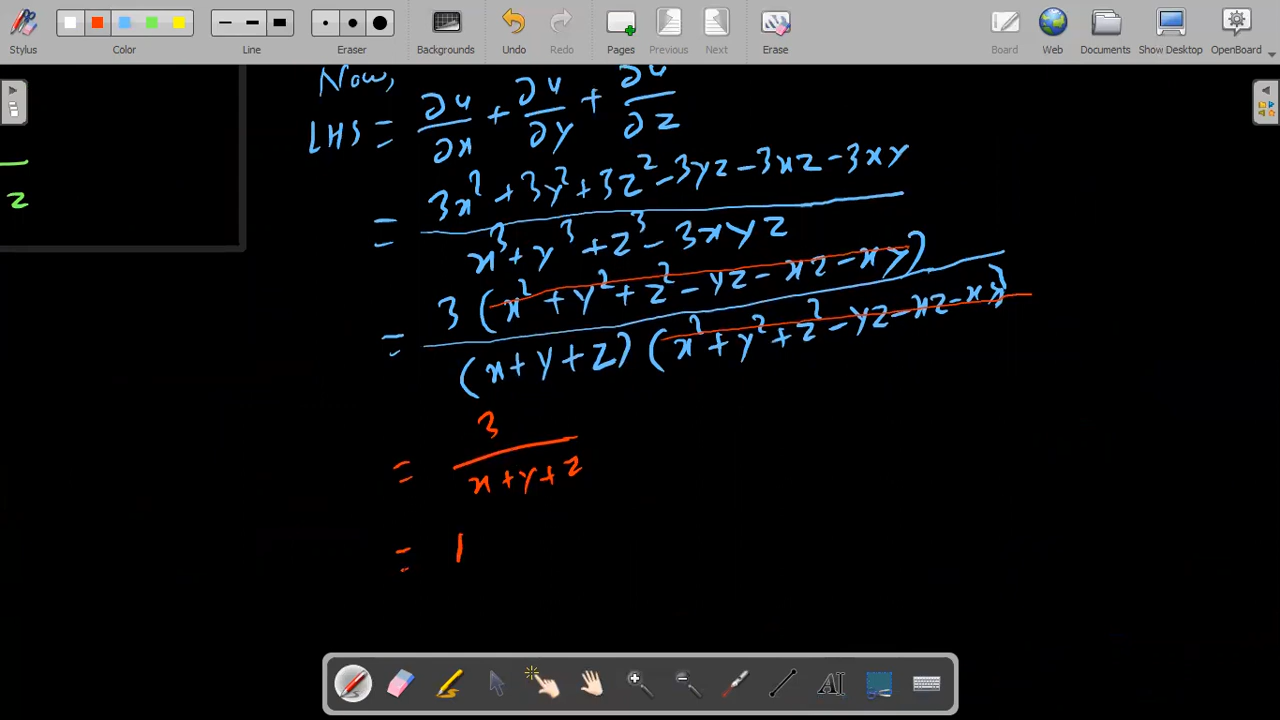 Stylus Color Line Eraser Backgrounds Undo Redo Pages Previous Next Erase Board Web Documents Show Desktop OpenBoard
Now,
LHS = ∂u/∂x + ∂u/∂y + ∂u/∂z
= (3x² + 3y² + 3z² - 3yz - 3xz - 3xy) / (x³ + y³ + z³ - 3xyz)
z
= 3(x² + y² + z² - yz - xz - xy) / (x+y+z)(x² + y² + z² - yz - xz - xy)
= 3 / (x+y+z)
= 1